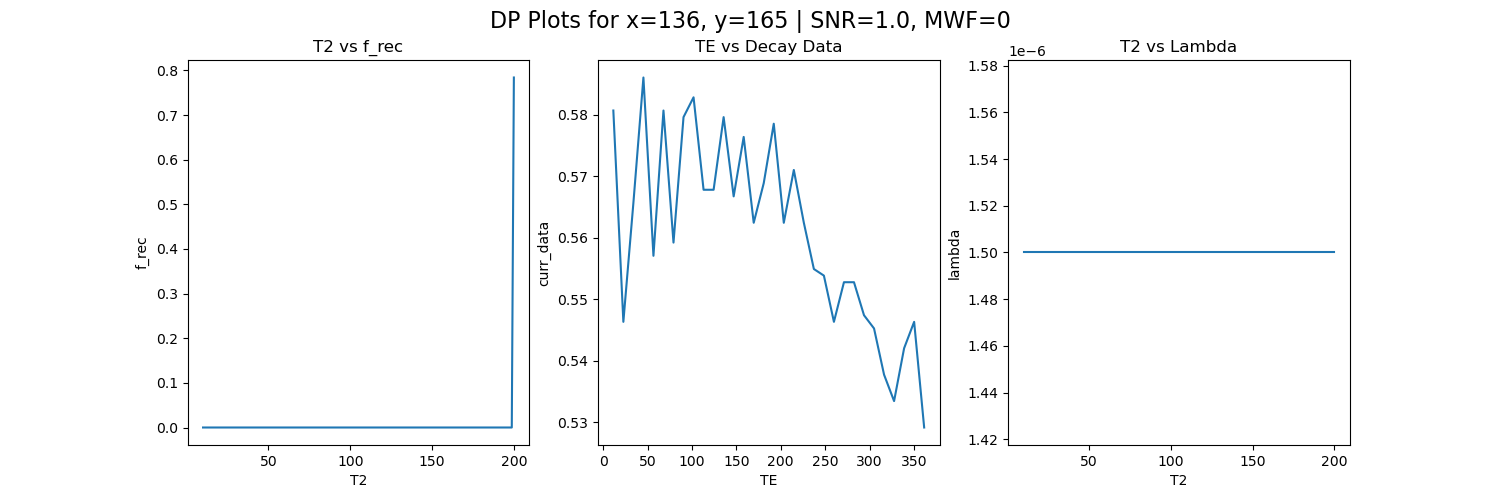 DP Plots for x=136, y=165 | SNR=1.0, MWF=0
T2 vs f_rec
0.8
0.7
0.6
0.5
0.4
0.3
0.2
0.1
0.0
f_rec
50 100 150 200
T2
TE vs Decay Data
0.58
0.57
0.56
0.55
0.54
0.53
curr_data
0 50 100 150 200 250 300 350
TE
T2 vs Lambda
1e−6
1.58
1.56
1.54
1.52
1.50
1.48
1.46
1.44
1.42
lambda
50 100 150 200
T2